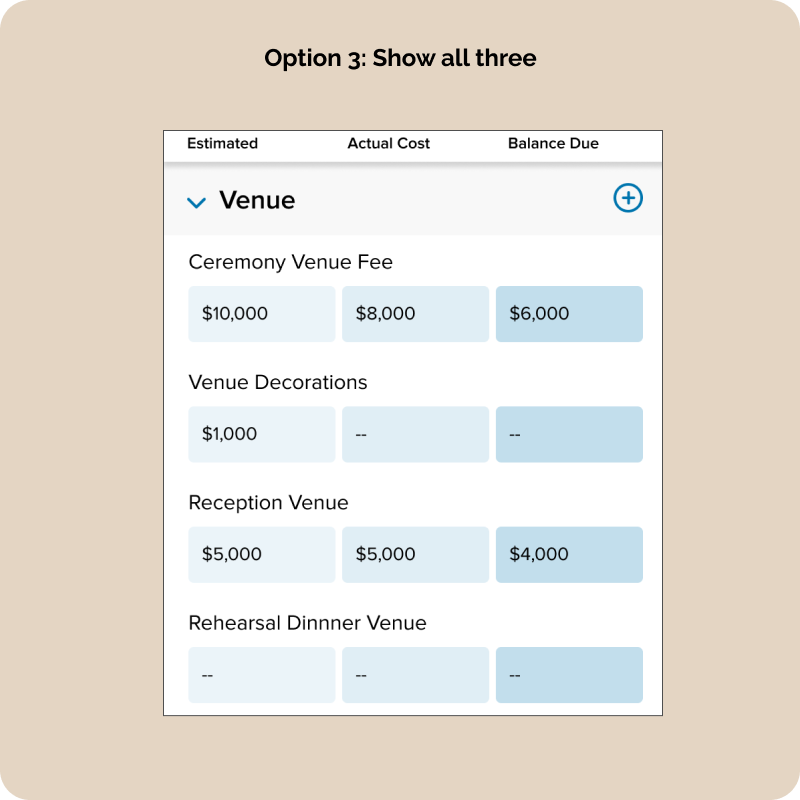 Option 3: Show all three
Estimated Actual Cost Balance Due
Venue
Ceremony Venue Fee
$10,000 $8,000 $6,000
Venue Decorations
$1,000 -- --
Reception Venue
$5,000 $5,000 $4,000
Rehearsal Dinnner Venue
-- -- --